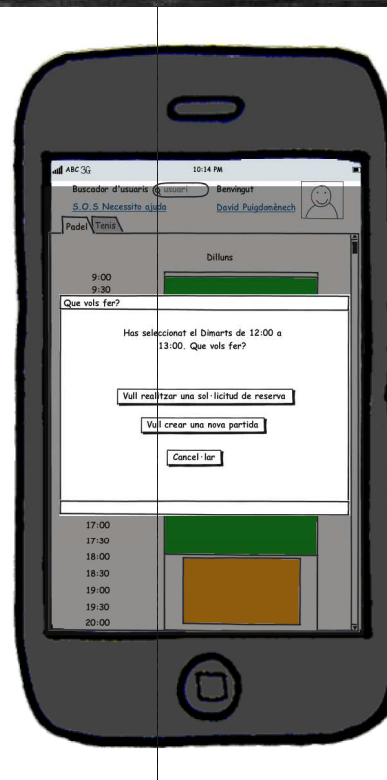 ABC 3G 10:14 PM
Buscador d'usuaris usuari Benvingut
S.O.S Necessito ajuda David Puigdomènech
Padel Tenis
Dilluns
9:00
9:30
Que vols fer?
Has seleccionat el Dimarts de 12:00 a
13:00. Que vols fer?
Vull realitzar una sol·licitud de reserva
Vull crear una nova partida
Cancel·lar
17:00
17:30
18:00
18:30
19:00
19:30
20:00